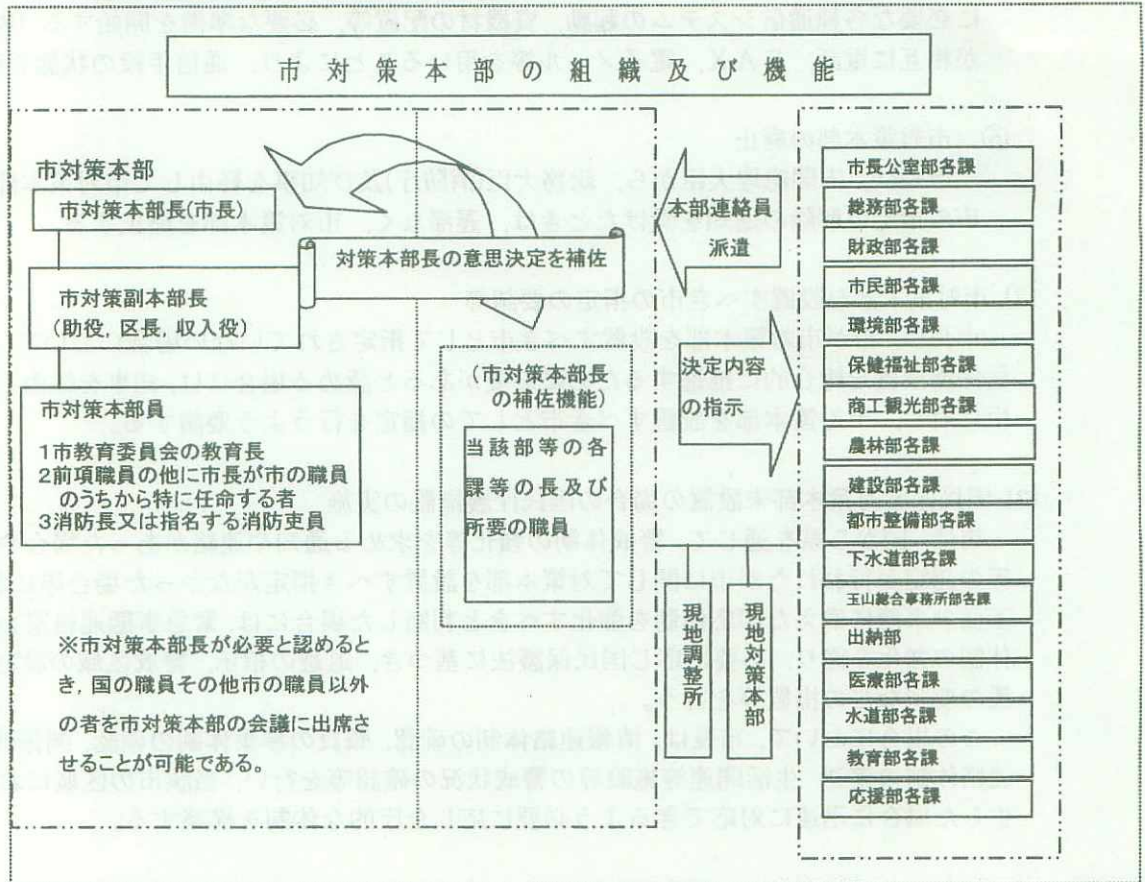 市対策本部の組織及び機能
市対策本部
市対策本部長(市長)
市対策副本部長
(助役, 区長, 収入役)
市対策本部員
1市教育委員会の教育長
2前項職員の他に市長が市の職員
のうちから特に任命する者
3消防長又は指名する消防吏員
※市対策本部長が必要と認めると
き, 国の職員その他市の職員以外
の者を市対策本部の会議に出席さ
せることが可能である。
対策本部長の意思決定を補佐
(市対策本部長
の補佐機能)
当該部等の各
課等の長及び
所要の職員
本部連絡員
派遣
決定内容
の指示
現地調整所
現地対策本部
市長公室部各課
総務部各課
財政部各課
市民部各課
環境部各課
保健福祉部各課
商工観光部各課
農林部各課
建設部各課
都市整備部各課
下水道部各課
玉山総合事務所部各課
出納部
医療部各課
水道部各課
教育部各課
応援部各課